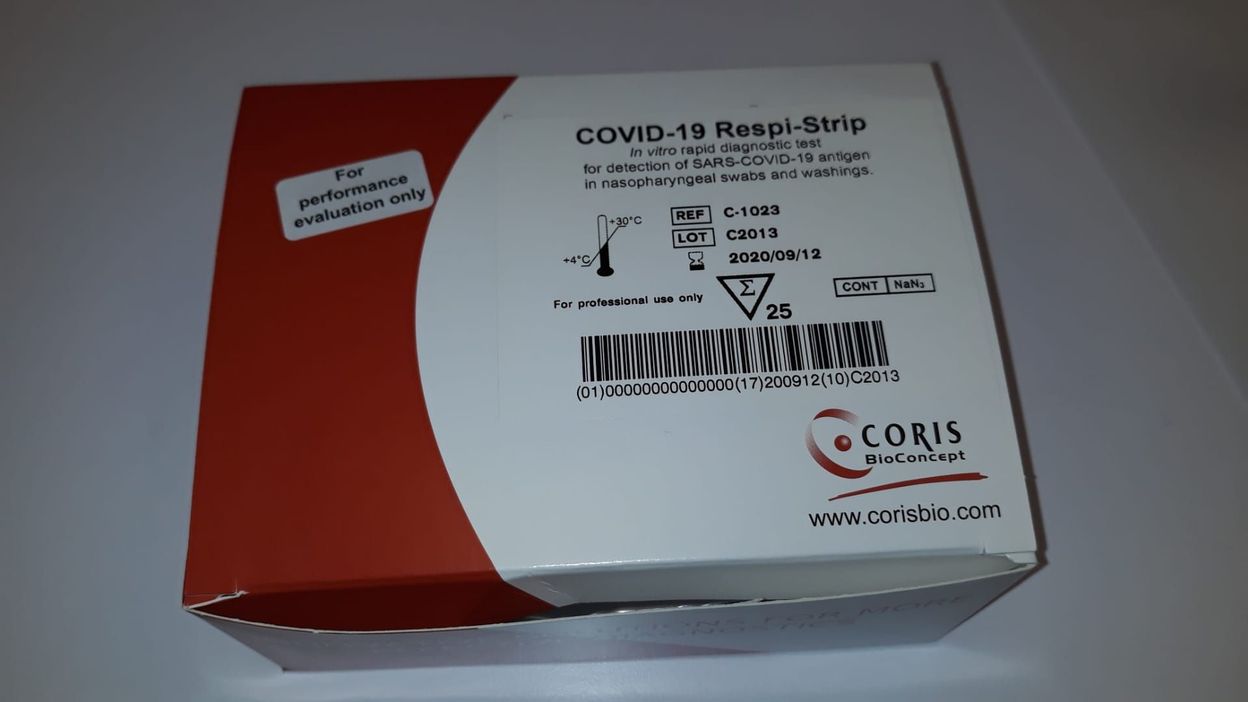 For
performance
evaluation only
COVID-19 Respi-Strip
In vitro rapid diagnostic test
for detection of SARS-COVID-19 antigen
in nasopharyngeal swabs and washings.
+30°C
+4°C
REF C-1023
LOT C2013
2020/09/12
For professional use only
Σ 25
CONT NaN₃
(01)00000000000000(17)200912(10)C2013
CORIS
BioConcept
www.corisbio.com
FOR MORE